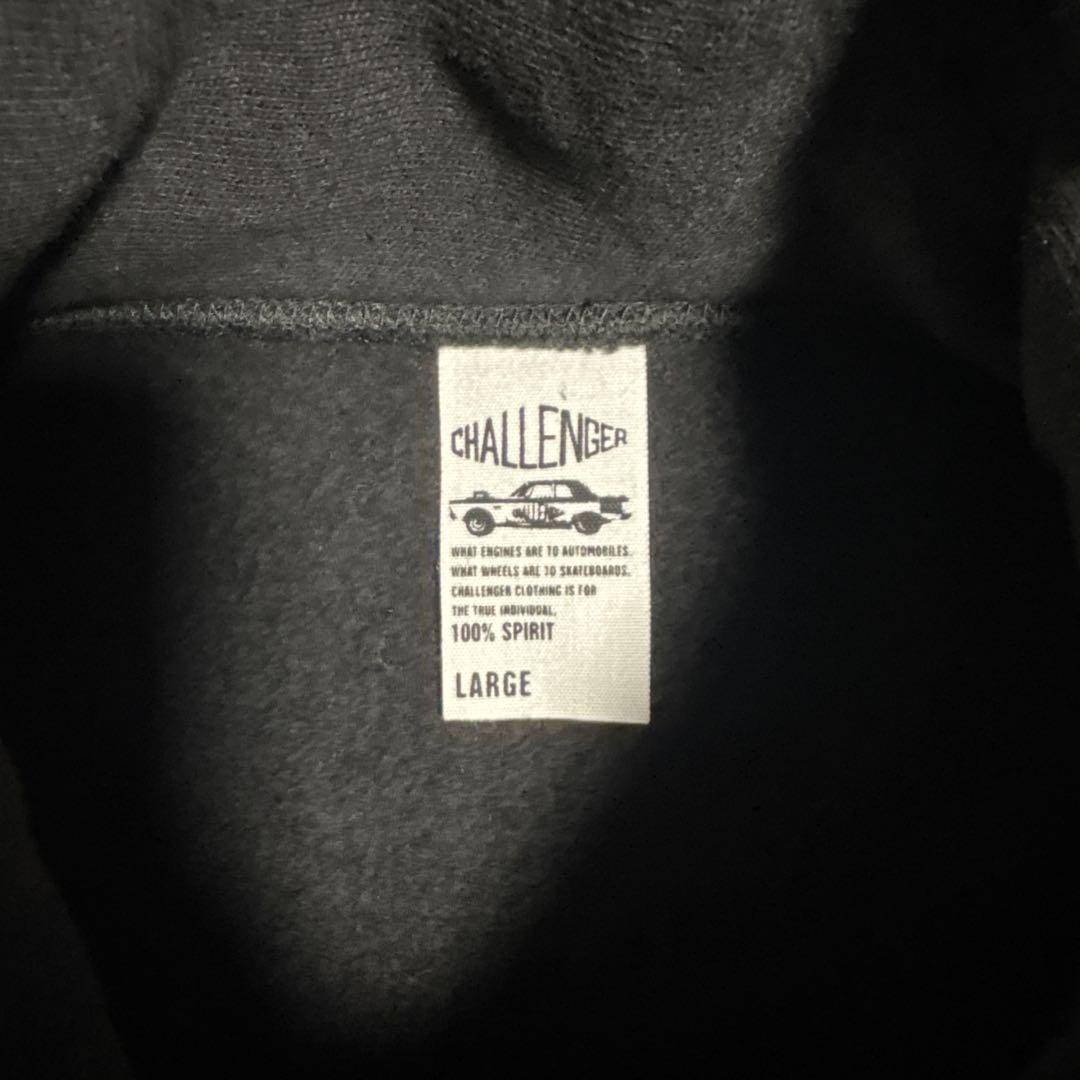 CHALLENGER
WHAT ENGINES ARE TO AUTOMOBILES.
WHAT WHEELS ARE TO SKATEBOARDS.
CHALLENGER CLOTHING IS FOR
THE TRUE INDIVIDUAL.
100% SPIRIT
LARGE